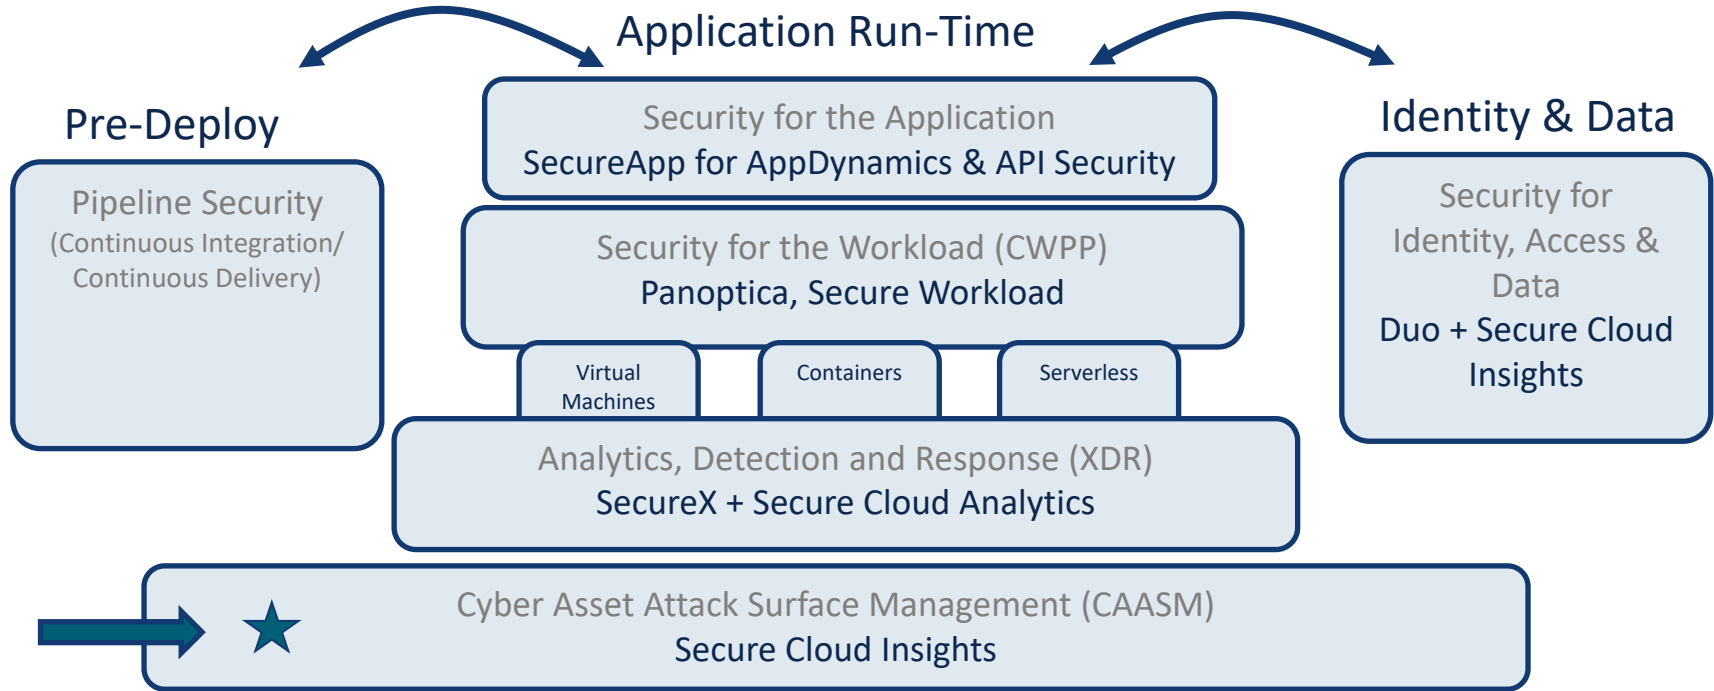 Application Run-Time
Pre-Deploy
Pipeline Security
(Continuous Integration/
Continuous Delivery)
Security for the Application
SecureApp for AppDynamics & API Security
Security for the Workload (CWPP)
Panoptica, Secure Workload
Virtual
Machines
Containers
Serverless
Analytics, Detection and Response (XDR)
SecureX + Secure Cloud Analytics
Identity & Data
Security for
Identity, Access &
Data
Duo + Secure Cloud
Insights
Cyber Asset Attack Surface Management (CAASM)
Secure Cloud Insights